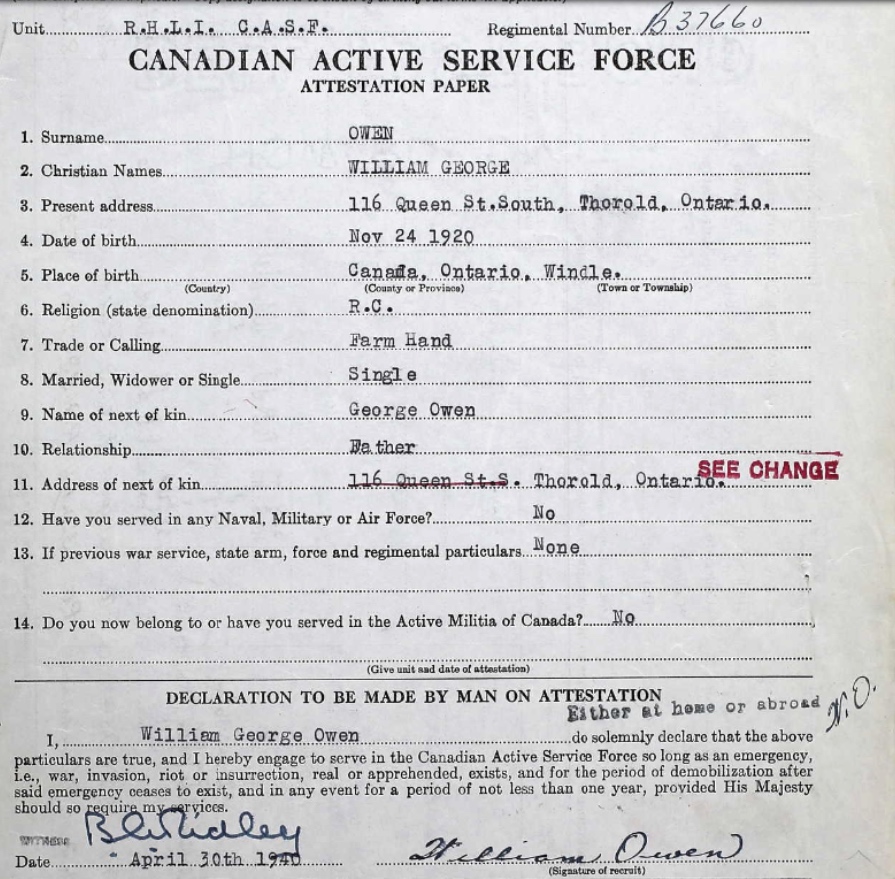 Unit R.H.L.I. C.A.S.F. Regimental Number B37660
CANADIAN ACTIVE SERVICE FORCE
ATTESTATION PAPER
1. Surname OWEN
2. Christian Names WILLIAM GEORGE
3. Present address 116 Queen St.South, Thorold, Ontario.
4. Date of birth Nov 24 1920
5. Place of birth Canada, Ontario, Windle.
(Country) (County or Province) (Town or Township)
6. Religion (state denomination) R.C.
7. Trade or Calling Farm Hand
8. Married, Widower or Single Single
9. Name of next of kin George Owen
10. Relationship Father
11. Address of next of kin 116 Queen St.S. Thorold, Ontario. SEE CHANGE
12. Have you served in any Naval, Military or Air Force? No
13. If previous war service, state arm, force and regimental particulars None
14. Do you now belong to or have you served in the Active Militia of Canada? No
(Give unit and date of attestation)
DECLARATION TO BE MADE BY MAN ON ATTESTATION
Either at home or abroad N.O.
I, William George Owen do solemnly declare that the above
particulars are true, and I hereby engage to serve in the Canadian Active Service Force so long as an emergency,
i.e., war, invasion, riot or insurrection, real or apprehended, exists, and for the period of demobilization after
said emergency ceases to exist, and in any event for a period of not less than one year, provided His Majesty
should so require my services.
WITNESS Ridley
Date April 30th 1940 William Owen
(Signature of recruit)